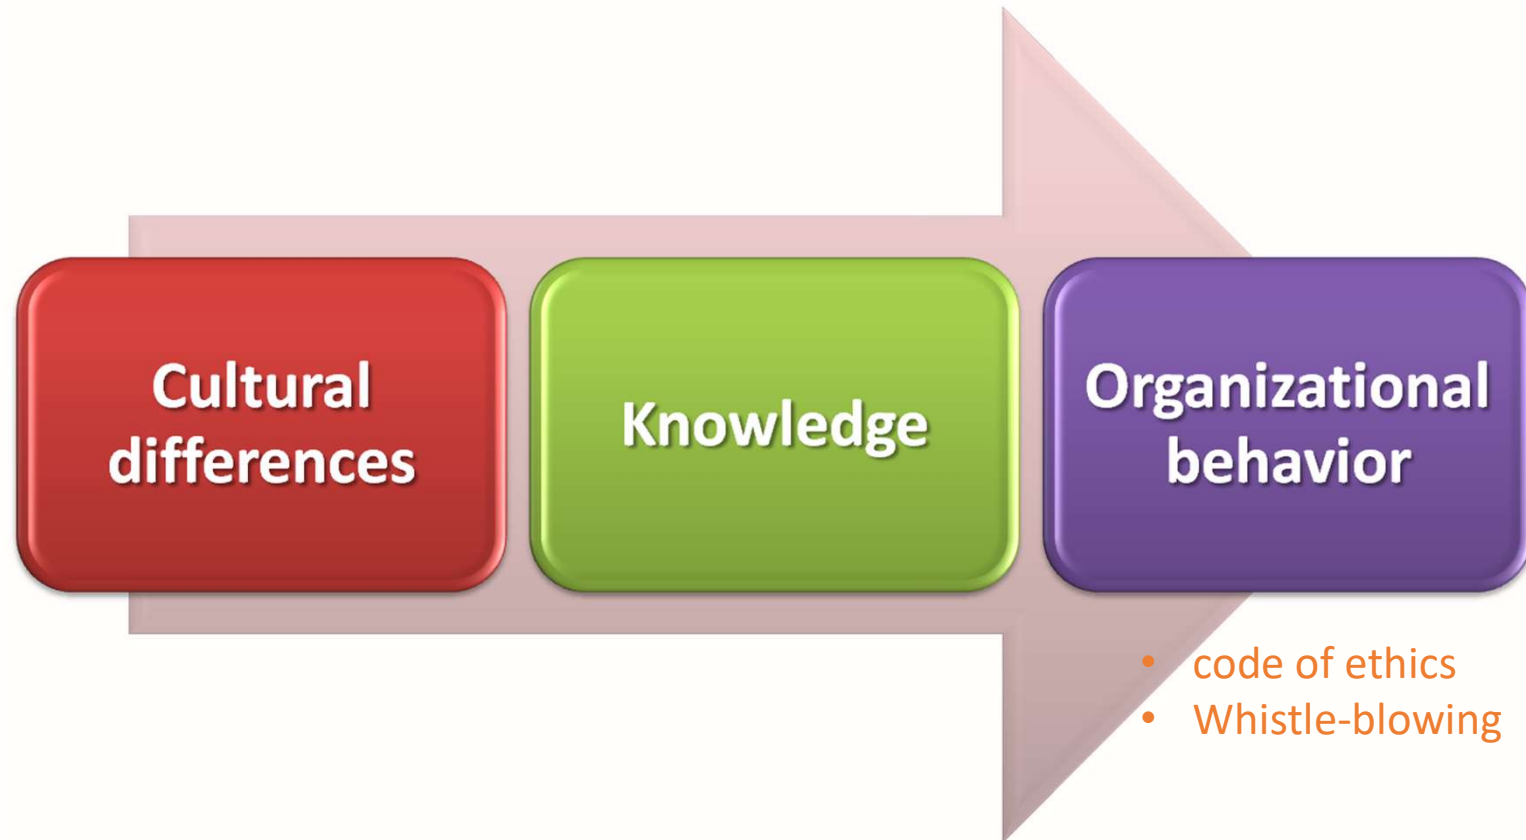 Cultural
differences
Knowledge
Organizational
behavior
• code of ethics
• Whistle-blowing